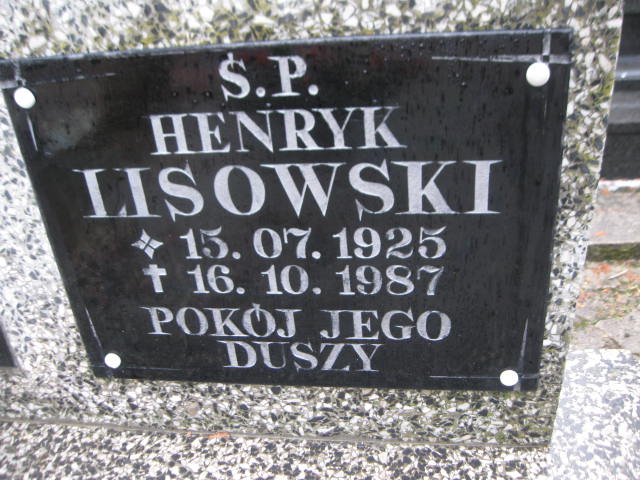 Ś.P.
HENRYK
LISOWSKI
15. 07. 1925
16. 10. 1987
POKÓJ JEGO
DUSZY